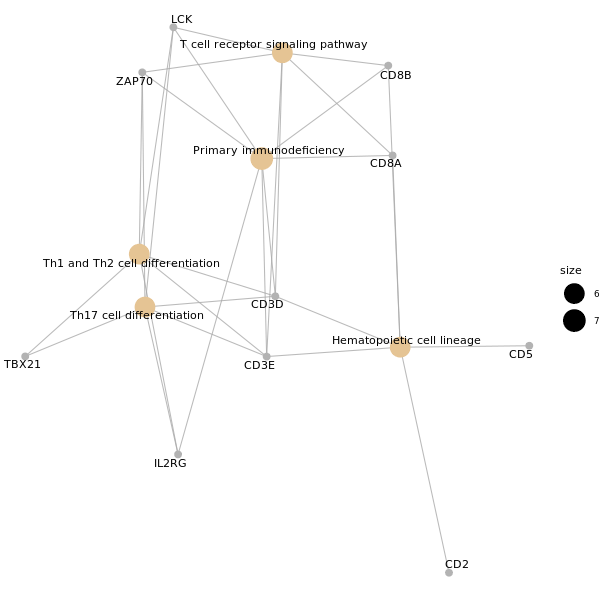 LCK
T cell receptor signaling pathway
ZAP70
CD8B
Primary immunodeficiency
CD8A
Th1 and Th2 cell differentiation
size
6
CD3D
Th17 cell differentiation
7
Hematopoietic cell lineage
CD5
TBX21
CD3E
IL2RG
CD2